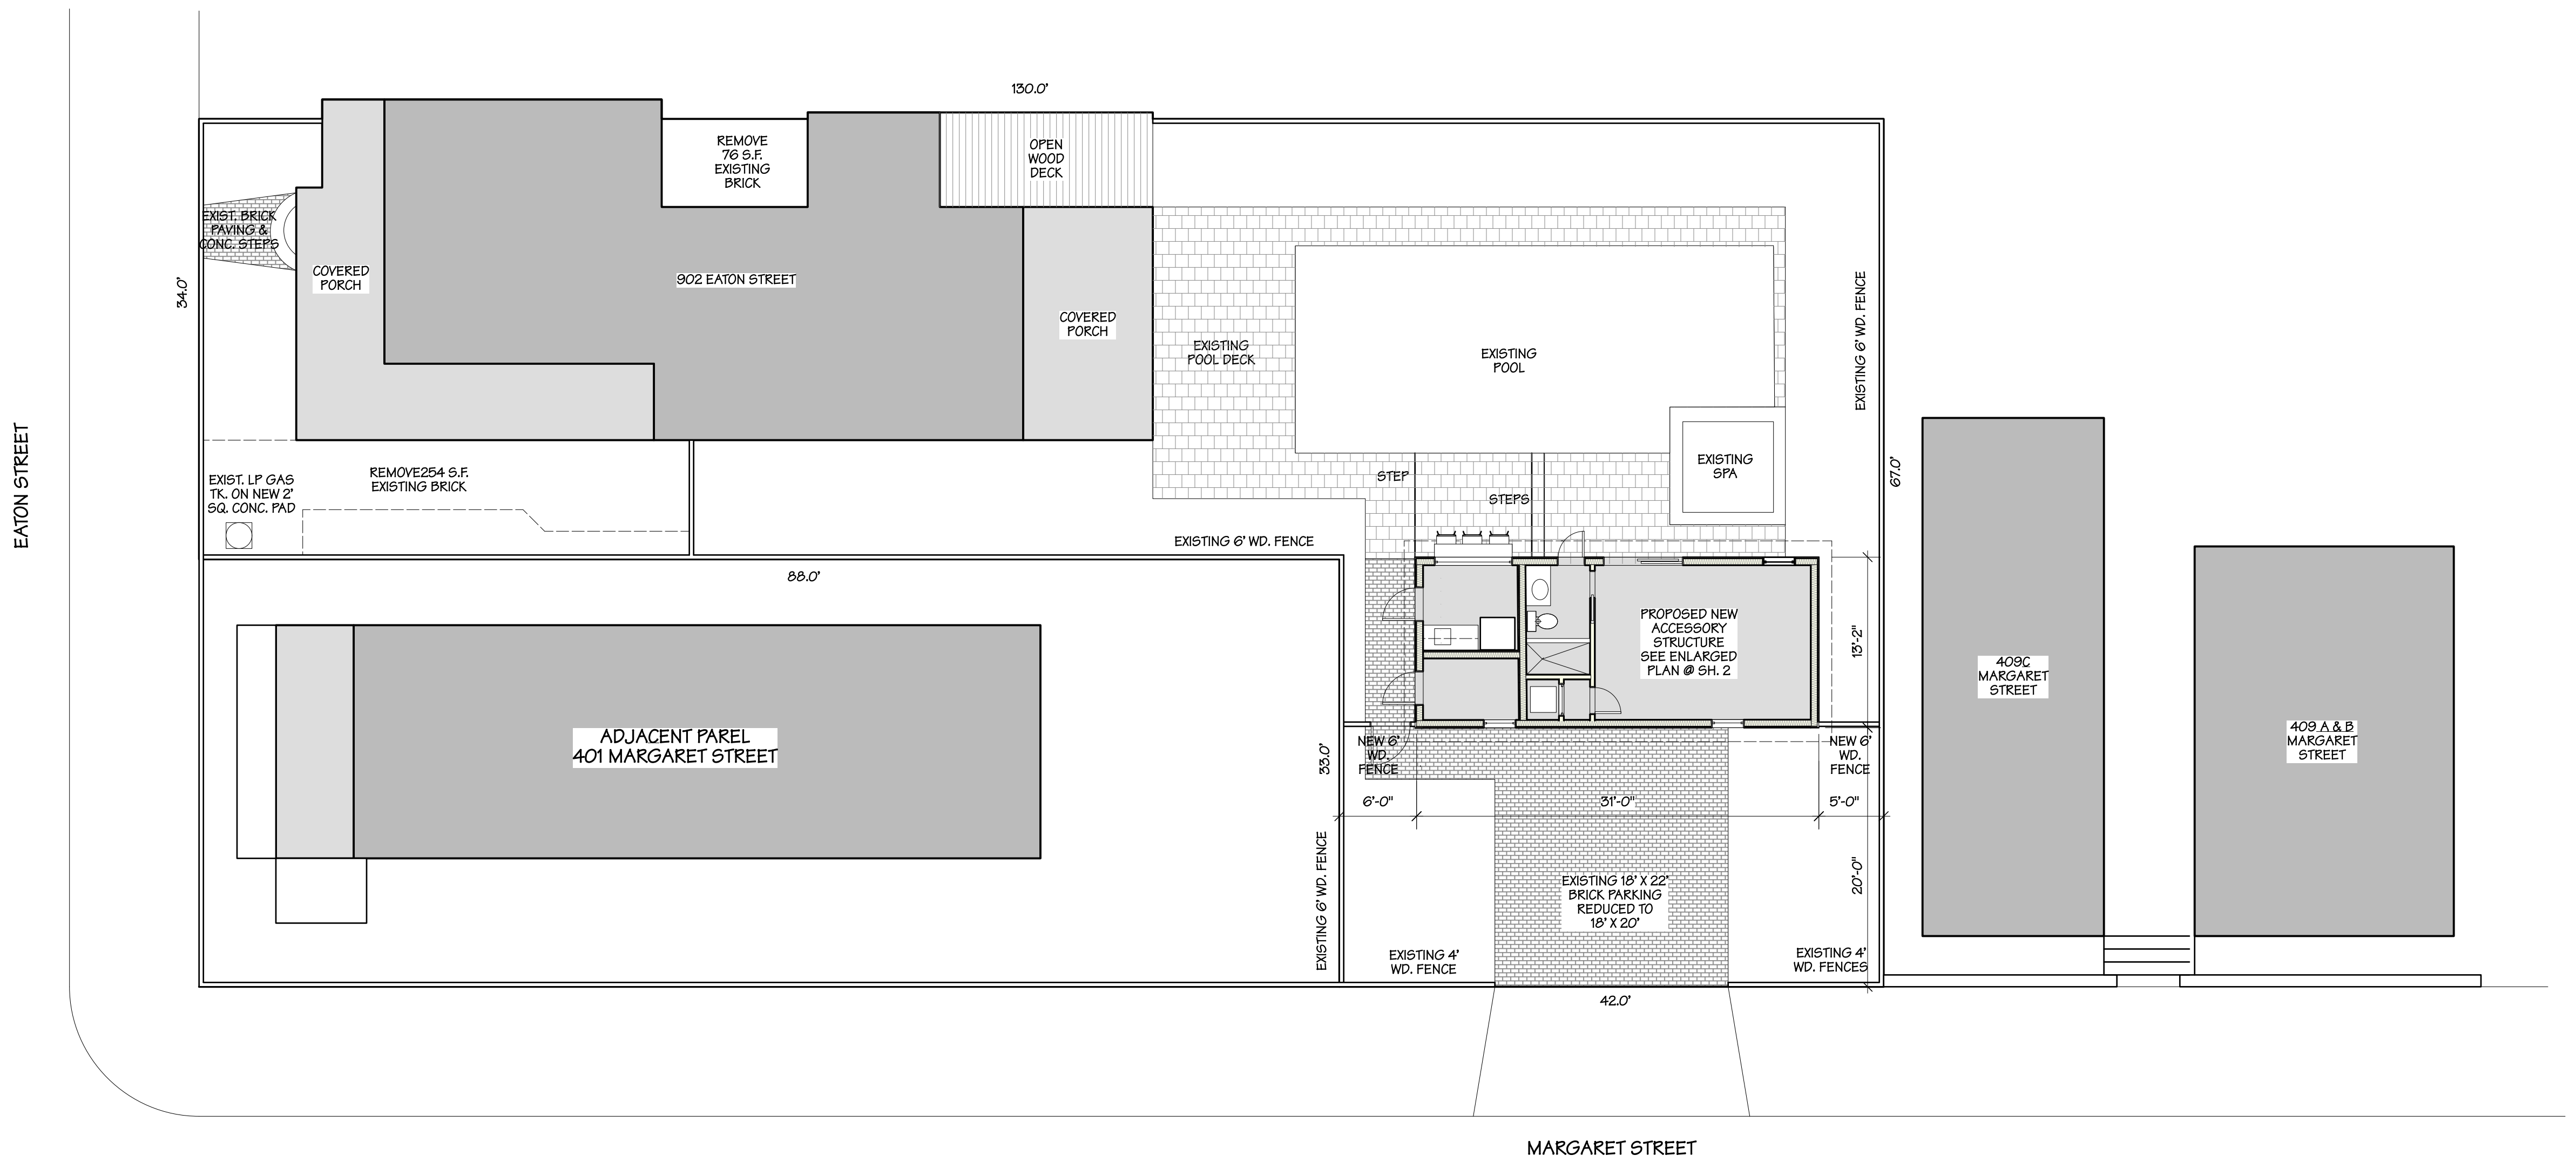 130.0'
REMOVE
76 S.F.
EXISTING
BRICK
OPEN
WOOD
DECK
EXIST. BRICK
PAVING &
CONC. STEPS
COVERED
PORCH
902 EATON STREET
COVERED
PORCH
34.0'
EXISTING
POOL DECK
EXISTING
POOL
EXISTING 6' WD. FENCE
EATON STREET
EXIST. LP GAS
TK. ON NEW 2'
SQ. CONC. PAD
REMOVE254 S.F.
EXISTING BRICK
STEP
STEPS
EXISTING
SPA
67.0'
EXISTING 6' WD. FENCE
88.0'
PROPOSED NEW
ACCESSORY
STRUCTURE
SEE ENLARGED
PLAN @ SH. 2
13'-2"
409C
MARGARET
STREET
409 A & B
MARGARET
STREET
ADJACENT PAREL
401 MARGARET STREET
33.0'
NEW 6'
WD.
FENCE
NEW 6'
WD.
FENCE
6'-0"
31'-0"
5'-0"
EXISTING 6' WD. FENCE
EXISTING 18' X 22'
BRICK PARKING
REDUCED TO
18' X 20'
20'-0"
EXISTING 4'
WD. FENCE
EXISTING 4'
WD. FENCES
42.0'
MARGARET STREET